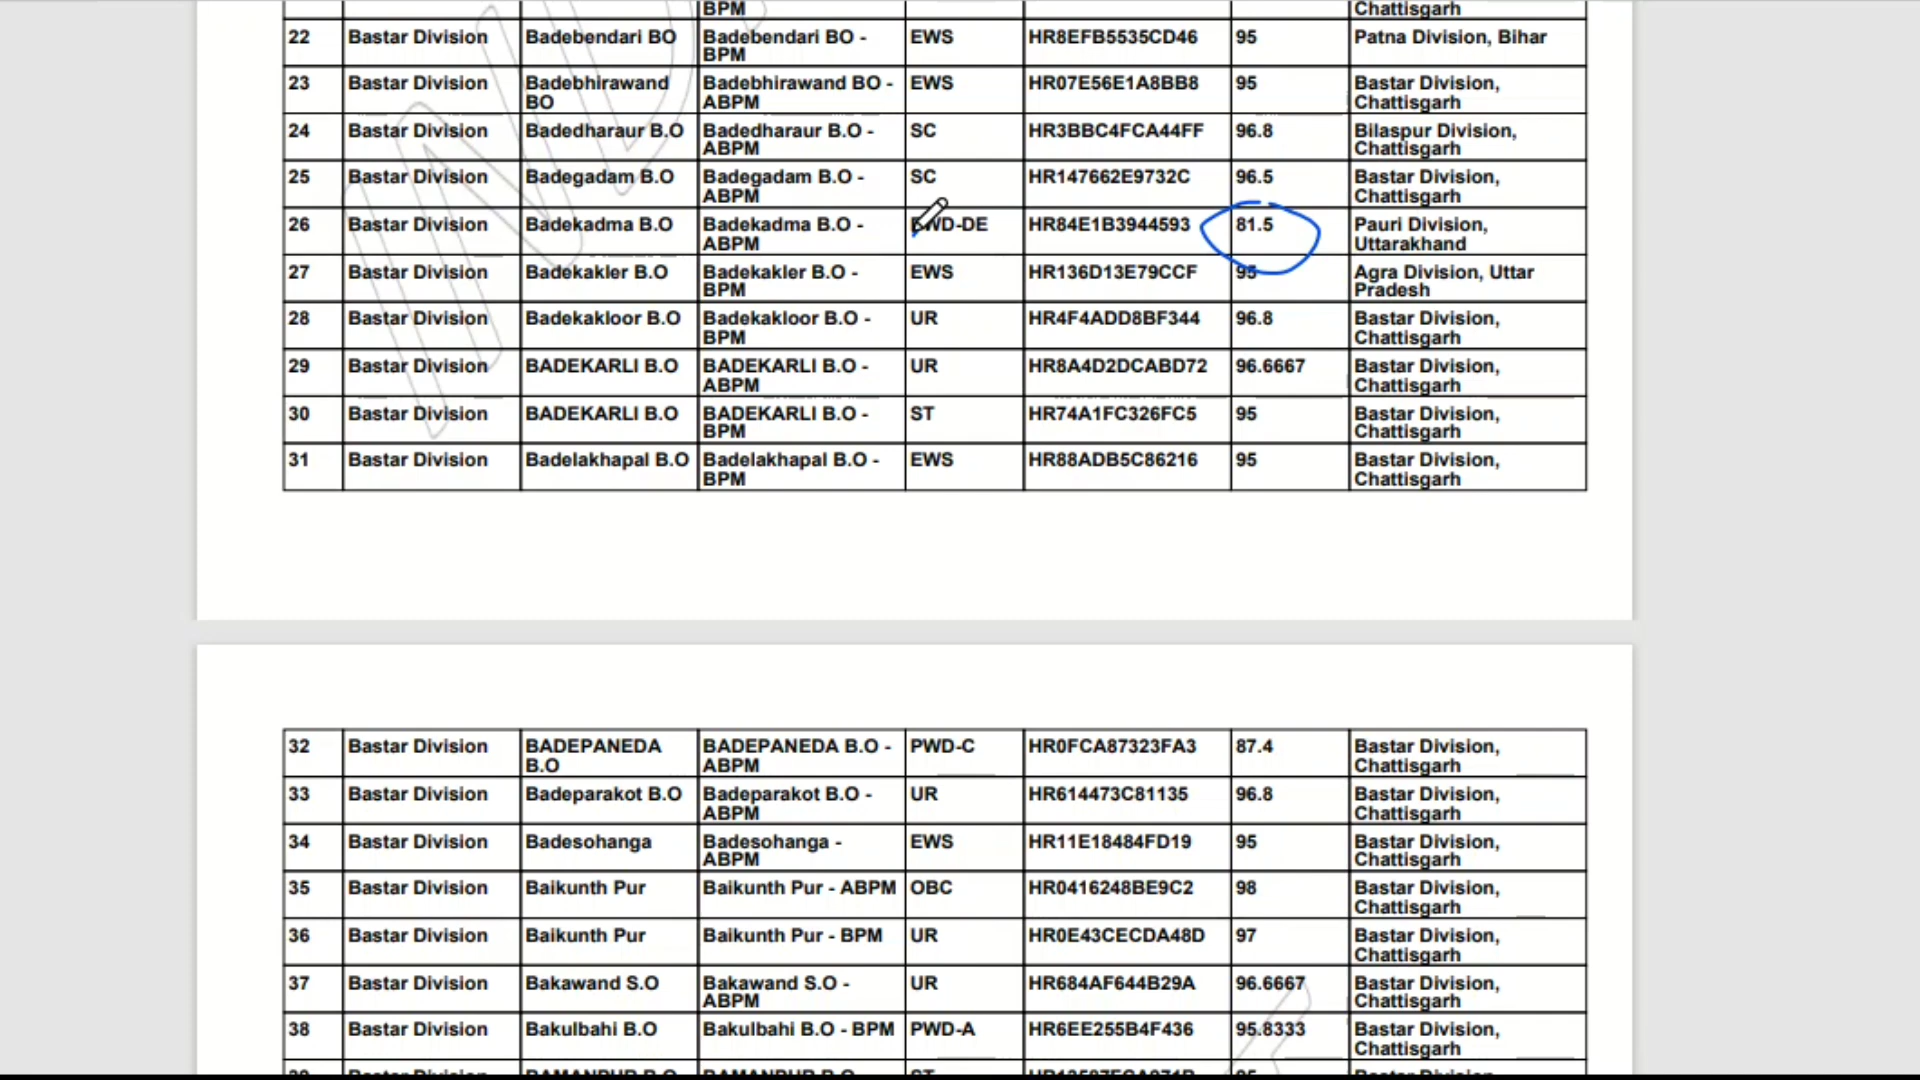 BPM Chattisgarh
22 Bastar Division Badebendari BO Badebendari BO - EWS HR8EFB5535CD46 95 Patna Division, Bihar
BPM
23 Bastar Division Badebhirawand Badebhirawand BO - EWS HR07E56E1A8BB8 95 Bastar Division,
BO ABPM Chattisgarh
24 Bastar Division Badedharaur B.O Badedharaur B.O - SC HR3BBC4FCA44FF 96.8 Bilaspur Division,
ABPM Chattisgarh
25 Bastar Division Badegadam B.O Badegadam B.O - SC HR147662E9732C 96.5 Bastar Division,
ABPM Chattisgarh
26 Bastar Division Badekadma B.O Badekadma B.O - PWD-DE HR84E1B3944593 81.5 Pauri Division,
ABPM Uttarakhand
27 Bastar Division Badekakler B.O Badekakler B.O - EWS HR136D13E79CCF 95 Agra Division, Uttar
BPM Pradesh
28 Bastar Division Badekakloor B.O Badekakloor B.O - UR HR4F4ADD8BF344 96.8 Bastar Division,
BPM Chattisgarh
29 Bastar Division BADEKARLI B.O BADEKARLI B.O - UR HR8A4D2DCABD72 96.6667 Bastar Division,
ABPM Chattisgarh
30 Bastar Division BADEKARLI B.O BADEKARLI B.O - ST HR74A1FC326FC5 95 Bastar Division,
BPM Chattisgarh
31 Bastar Division Badelakhapal B.O Badelakhapal B.O - EWS HR88ADB5C86216 95 Bastar Division,
BPM Chattisgarh
32 Bastar Division BADEPANEDA BADEPANEDA B.O - PWD-C HR0FCA87323FA3 87.4 Bastar Division,
B.O ABPM Chattisgarh
33 Bastar Division Badeparakot B.O Badeparakot B.O - UR HR614473C81135 96.8 Bastar Division,
ABPM Chattisgarh
34 Bastar Division Badesohanga Badesohanga - EWS HR11E18484FD19 95 Bastar Division,
ABPM Chattisgarh
35 Bastar Division Baikunth Pur Baikunth Pur - ABPM OBC HR0416248BE9C2 98 Bastar Division,
Chattisgarh
36 Bastar Division Baikunth Pur Baikunth Pur - BPM UR HR0E43CECDA48D 97 Bastar Division,
Chattisgarh
37 Bastar Division Bakawand S.O Bakawand S.O - UR HR684AF644B29A 96.6667 Bastar Division,
ABPM Chattisgarh
38 Bastar Division Bakulbahi B.O Bakulbahi B.O - BPM PWD-A HR6EE255B4F436 95.8333 Bastar Division,
Chattisgarh